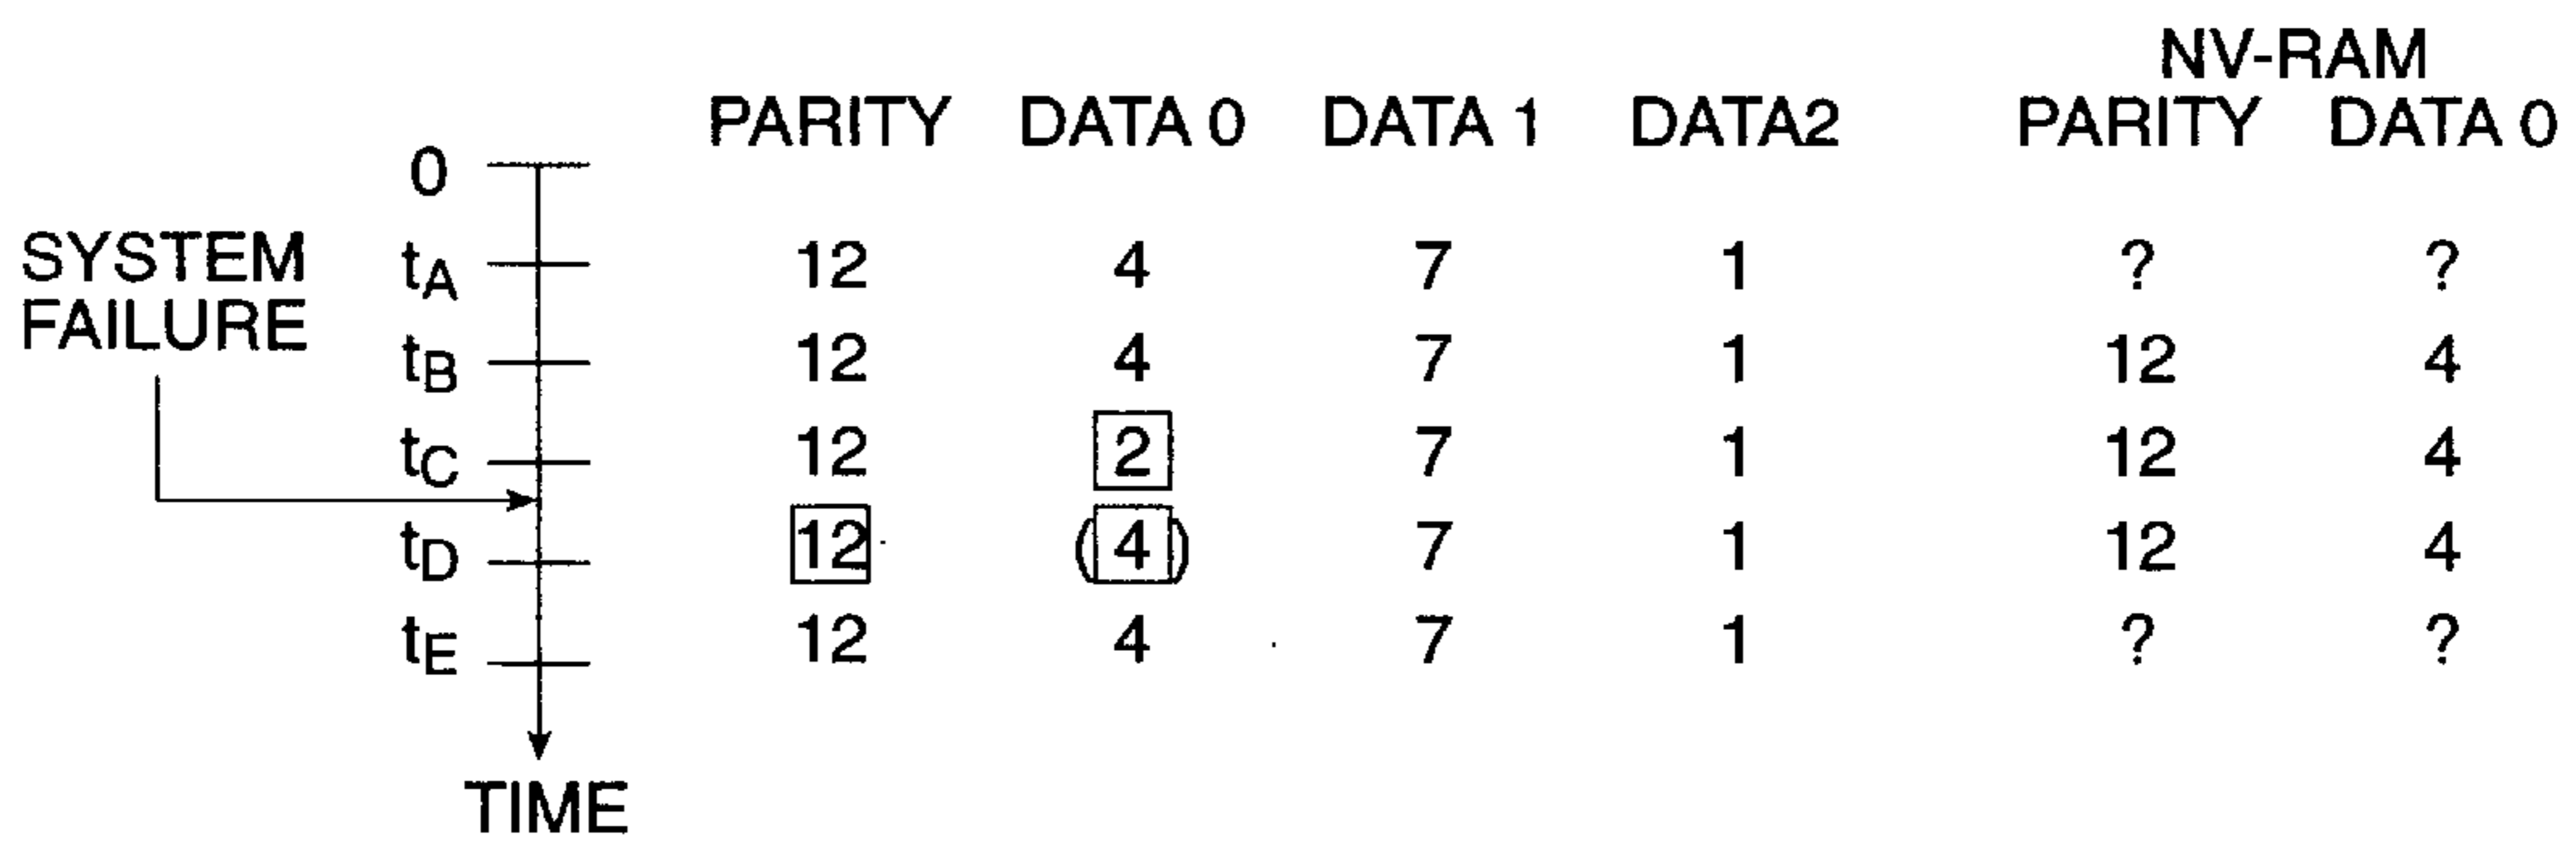 NV-RAM
PARITY DATA 0 DATA 1 DATA2 PARITY DATA 0
0
SYSTEM FAILURE
tA 12 4 7 1 ? ?
tB 12 4 7 1 12 4
tC 12 2 7 1 12 4
tD 12 (4) 7 1 12 4
tE 12 4 7 1 ? ?
TIME